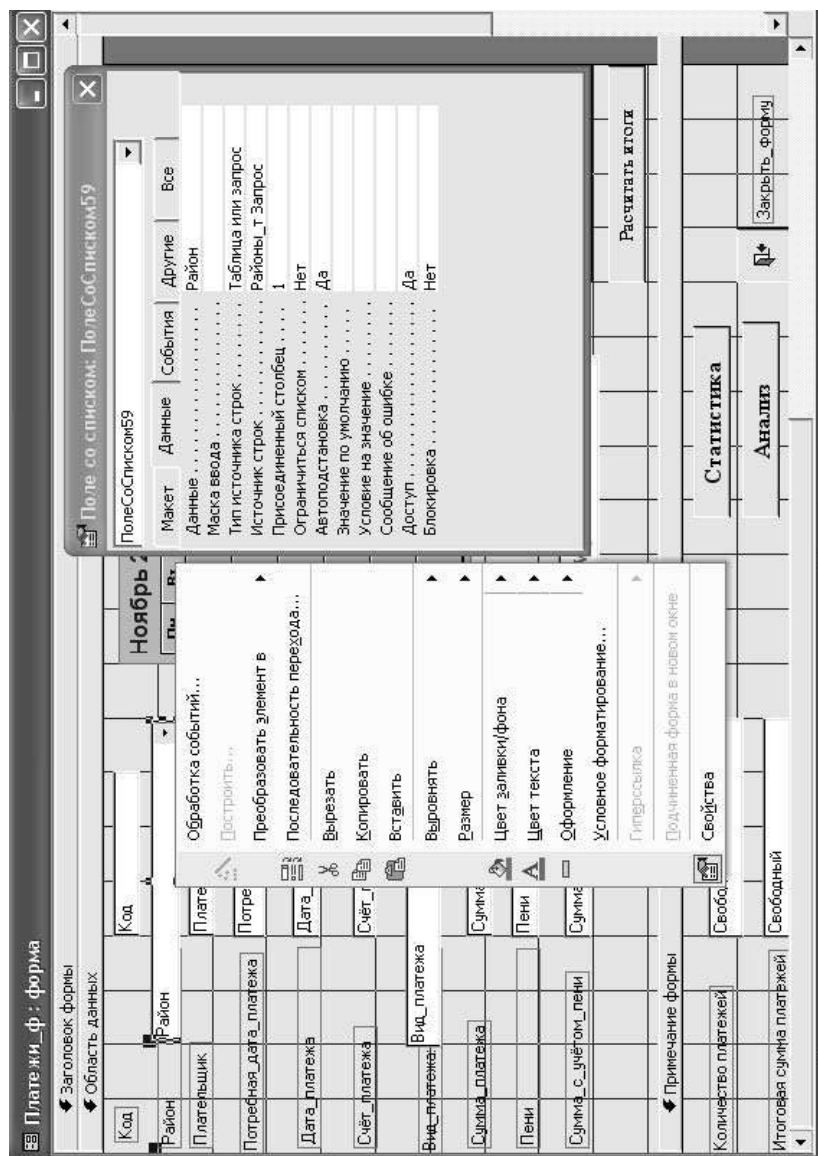 Платежи_ф : форма
Заголовок формы
Область данных
Код
Код
Район
Район
Плательщик
Плате
Потребная_дата_платежа
Потре
Дата_платежа
Дата_
Счёт_платежа
Счёт_п
Вид_платежа:
Вид_платежа
Сумма_платежа
Сумма
Пени
Пени
Сумма_с_учётом_пени
Сумма
Примечание формы
Количество платежей
Свобо
Итоговая сумма платежей
Свободный
Ноябрь 2
Пн Вт
Обработка событий...
Построить...
Преобразовать элемент в
Последовательность перехода...
Вырезать
Копировать
Вставить
Выровнять
Размер
Цвет заливки/фона
Цвет текста
Оформление
Условное форматирование...
Гиперссылка
Подчиненная форма в новом окне
Свойства
Поле со списком: ПолеСоСписком59
ПолеСоСписком59
Макет Данные События Другие Все
Данные . . . . . . . . . . . . . . . . . . Район
Маска ввода . . . . . . . . . . . . . .
Тип источника строк . . . . . . . . Таблица или запрос
Источник строк . . . . . . . . . . . . Районы_т Запрос
Присоединенный столбец . . . . 1
Ограничиться списком . . . . . . Нет
Автоподстановка . . . . . . . . . . Да
Значение по умолчанию . . . . .
Условие на значение . . . . . . .
Сообщение об ошибке . . . . . .
Доступ . . . . . . . . . . . . . . . . . . Да
Блокировка . . . . . . . . . . . . . . Нет
Расчитать итоги
Статистика
Анализ
Закрыть_форму